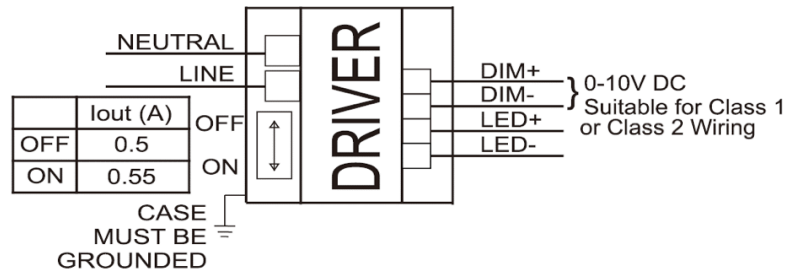 NEUTRAL
LINE
Iout (A)
OFF 0.5
ON 0.55
OFF
ON
CASE
MUST BE
GROUNDED
DRIVER
DIM+
DIM-
LED+
LED-
0-10V DC
Suitable for Class 1
or Class 2 Wiring